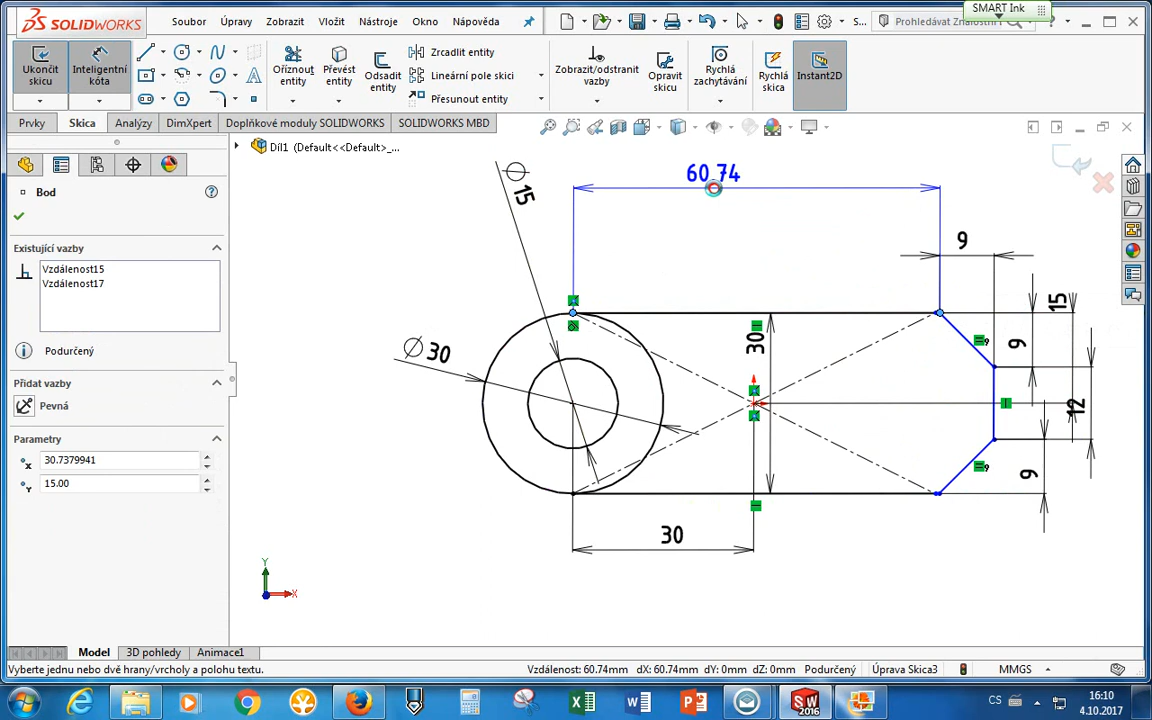 SMART Ink
SOLIDWORKS
Soubor Úpravy Zobrazit Vložit Nástroje Okno Nápověda
S... Prohledávat Znalostní
Ukončit skicu
Inteligentní kóta
Oříznout entity
Převést entity
Odsadit entity
Zrcadlit entity
Lineární pole skici
Přesunout entity
Zobrazit/odstranit vazby
Opravit skicu
Rychlá zachytávání
Rychlá skica
Instant2D
Prvky Skica Analýzy DimXpert Doplňkové moduly SOLIDWORKS SOLIDWORKS MBD
Díl1 (Default<<Default>_...
Bod
Existující vazby
Vzdálenost15
Vzdálenost17
Podurčený
Přidat vazby
Pevná
Parametry
30.7379941
15.00
60.74
Ø 15
9
15
Ø 30
30
9
12
9
30
Y
X
Model 3D pohledy Animace1
Vyberte jednu nebo dvě hrany/vrcholy a polohu textu.
Vzdálenost: 60.74mm dX: 60.74mm dY: 0mm dZ: 0mm Podurčený Úprava Skica3 MMGS
SW 2016
CS
16:10
4.10.2017